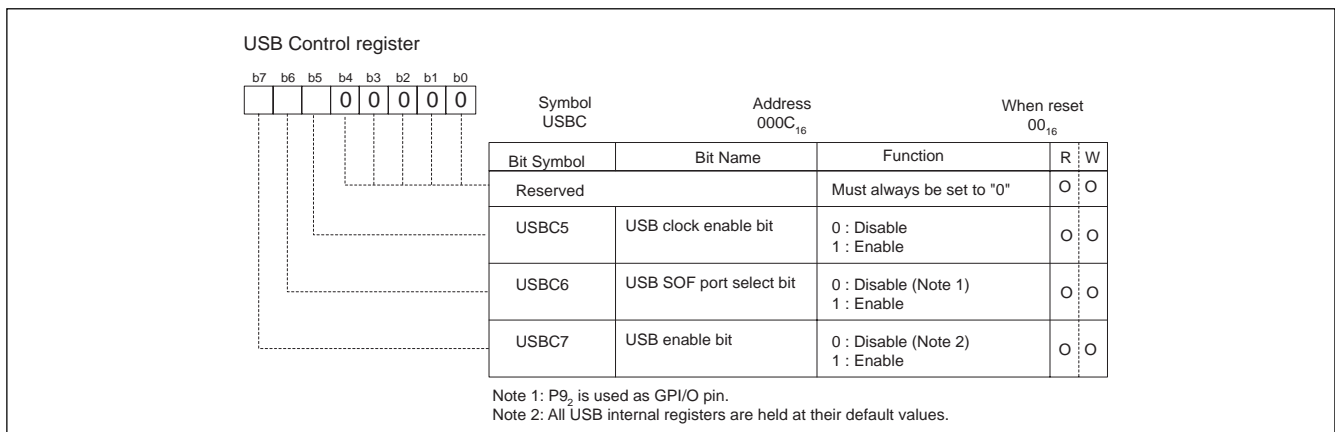 USB Control register
b7 b6 b5 b4 b3 b2 b1 b0
0 0 0 0 0
Symbol Address When reset
USBC 000C16 0016
Bit Symbol Bit Name Function R W
Reserved Must always be set to "0" O O
USBC5 USB clock enable bit 0 : Disable
1 : Enable O O
USBC6 USB SOF port select bit 0 : Disable (Note 1)
1 : Enable O O
USBC7 USB enable bit 0 : Disable (Note 2)
1 : Enable O O
Note 1: P92 is used as GPI/O pin.
Note 2: All USB internal registers are held at their default values.